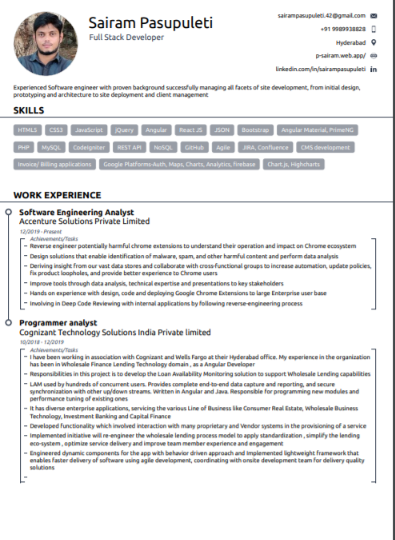 Sairam Pasupuleti
Full Stack Developer
sairampasupuleti.42@gmail.com
+91 9989938828
Hyderabad
p-sairam.web.app/
linkedin.com/in/sairampasupuleti
Experienced Software engineer with proven background successfully managing all facets of site development, from initial design,
prototyping and architecture to site deployment and client management
SKILLS
HTML5 CSS3 JavaScript jQuery Angular React JS JSON Bootstrap Angular Material, PrimeNG
PHP MySQL CodeIgniter REST API NoSQL GitHub Agile JIRA, Confluence CMS development
Invoice/ Billing applications Google Platforms-Auth, Maps, Charts, Analytics, firebase Chart js, Highcharts
WORK EXPERIENCE
Software Engineering Analyst
Accenture Solutions Private Limited
12/2019 - Present
Achievements/Tasks
– Reverse engineer potentially harmful chrome extensions to understand their operation and impact on Chrome ecosystem
– Design solutions that enable identification of malware, spam, and other harmful content and perform data analysis
– Deriving insight from our vast data stores and collaborate with cross-functional groups to increase automation, update policies,
fix product loopholes, and provide better experience to Chrome users
– Improve tools through data analysis, technical expertise and presentations to key stakeholders
– Hands on experience with design, code and deploying Google Chrome Extensions to large Enterprise user base
– Involving in Deep Code Reviewing with internal applications by following reverse-engineering process
Programmer analyst
Cognizant Technology Solutions India Private limited
10/2018 - 12/2019
Achievements/Tasks
– I have been working in association with Cognizant and Wells Fargo at their Hyderabad office. My experience in the organization
has been in Wholesale Finance Lending Technology domain , as a Angular Developer
– Responsibilities in this project is to develop the Loan Availability Monitoring solution to support Wholesale Lending capabilities
– LAM used by hundreds of concurrent users. Provides complete end-to-end data capture and reporting, and secure
synchronization with other up/down streams. Written in Angular and Java. Responsible for programming new modules and
performance tuning of existing ones
– It has diverse enterprise applications, servicing the various Line of Business like Consumer Real Estate, Wholesale Business
Technology, Investment Banking and Capital Finance
– Developed functionality which involved interaction with many proprietary and Vendor systems in the provisioning of a service
– Implemented initiative will re-engineer the wholesale lending process model to apply standardization , simplify the lending
eco-system , optimize service delivery and improve team member experience and engagement
– Engineered dynamic components for the app with behavior driven approach and Implemented lightweight framework that
enables faster delivery of software using agile development, coordinating with onsite development team for delivery quality
solutions
–